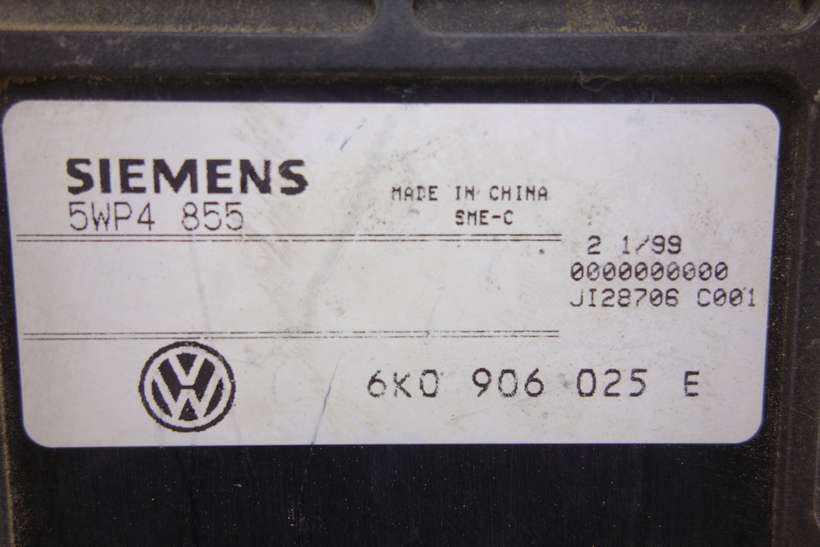 SIEMENS
5WP4 855
MADE IN CHINA
SME-C
2 1/99
0000000000
JI28706 C001
6K0 906 025 E